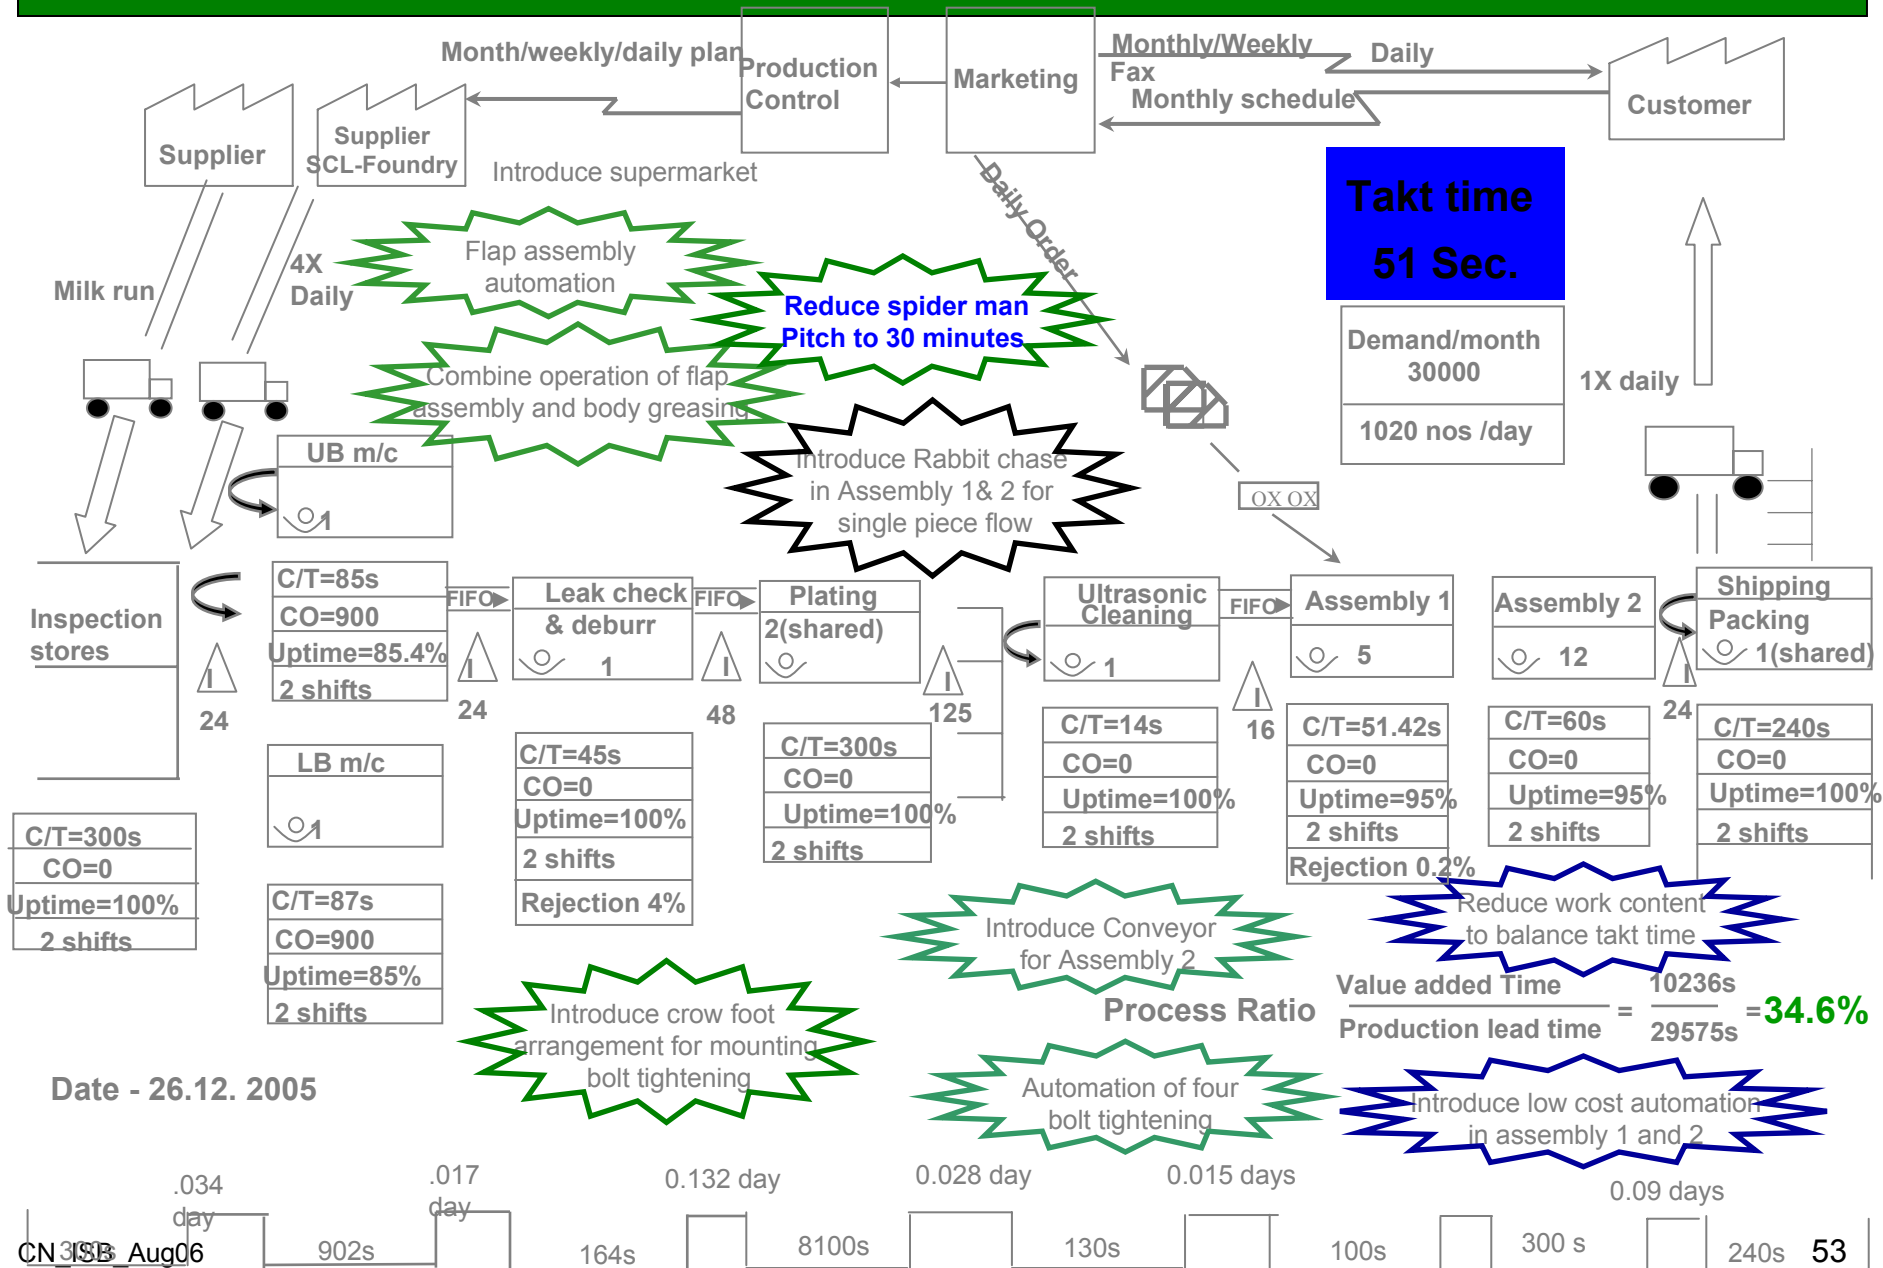 Month/weekly/daily plan
Production
Control
Marketing
Monthly/Weekly
Fax
Daily
Monthly schedule
Customer
Supplier
Supplier
SCL-Foundry
Introduce supermarket
Daily Order
Takt time
51 Sec.
Milk run
4X
Daily
Flap assembly
automation
Reduce spider man
Pitch to 30 minutes
Demand/month
30000
1020 nos /day
1X daily
Combine operation of flap
assembly and body greasing
Introduce Rabbit chase
in Assembly 1& 2 for
single piece flow
OX OX
UB m/c
1
Inspection
stores
I
24
C/T=85s
CO=900
Uptime=85.4%
2 shifts
FIFO
I
24
Leak check
& deburr
1
FIFO
I
48
Plating
2(shared)
I
125
Ultrasonic
Cleaning
1
FIFO
I
16
Assembly 1
5
Assembly 2
12
I
24
Shipping
Packing
1(shared)
LB m/c
1
C/T=300s
CO=0
Uptime=100%
2 shifts
C/T=87s
CO=900
Uptime=85%
2 shifts
C/T=45s
CO=0
Uptime=100%
2 shifts
Rejection 4%
C/T=300s
CO=0
Uptime=100%
2 shifts
C/T=14s
CO=0
Uptime=100%
2 shifts
C/T=51.42s
CO=0
Uptime=95%
2 shifts
Rejection 0.2%
C/T=60s
CO=0
Uptime=95%
2 shifts
C/T=240s
CO=0
Uptime=100%
2 shifts
Introduce Conveyor
for Assembly 2
Reduce work content
to balance takt time
Introduce crow foot
arrangement for mounting
bolt tightening
Process Ratio
Value added Time
Production lead time
=
10236s
29575s
=34.6%
Date - 26.12. 2005
Automation of four
bolt tightening
Introduce low cost automation
in assembly 1 and 2
.034
day
.017
day
0.132 day
0.028 day
0.015 days
0.09 days
300s
902s
164s
8100s
130s
100s
300 s
240s
CN_ISB_Aug06
53